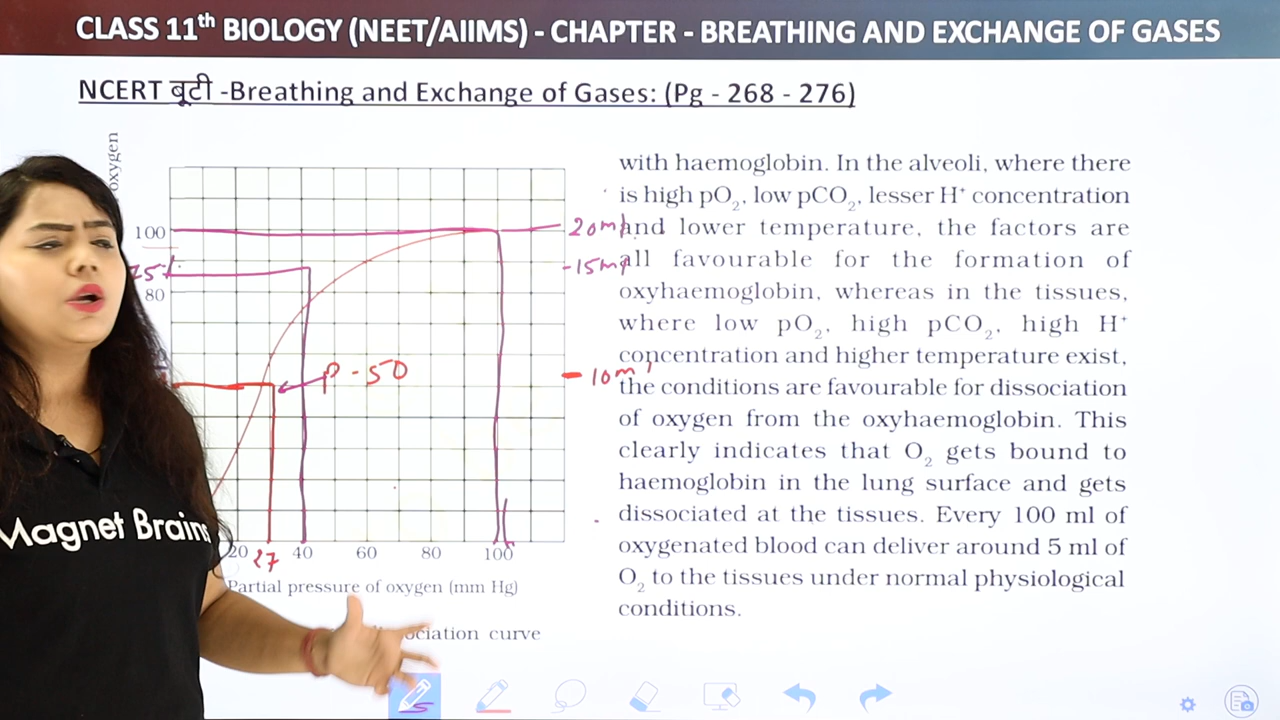 CLASS 11th BIOLOGY (NEET/AIIMS) - CHAPTER - BREATHING AND EXCHANGE OF GASES
NCERT बूटी -Breathing and Exchange of Gases: (Pg - 268 - 276)
oxygen
100
80
20 40 60 80 100
27
Partial pressure of oxygen (mm Hg)
curve
P-50
20ml
15ml
10ml
with haemoglobin. In the alveoli, where there
is high pO2, low pCO2, lesser H+ concentration
and lower temperature, the factors are
all favourable for the formation of
oxyhaemoglobin, whereas in the tissues,
where low pO2, high pCO2, high H+
concentration and higher temperature exist,
the conditions are favourable for dissociation
of oxygen from the oxyhaemoglobin. This
clearly indicates that O2 gets bound to
haemoglobin in the lung surface and gets
dissociated at the tissues. Every 100 ml of
oxygenated blood can deliver around 5 ml of
O2 to the tissues under normal physiological
conditions.
Magnet Brains